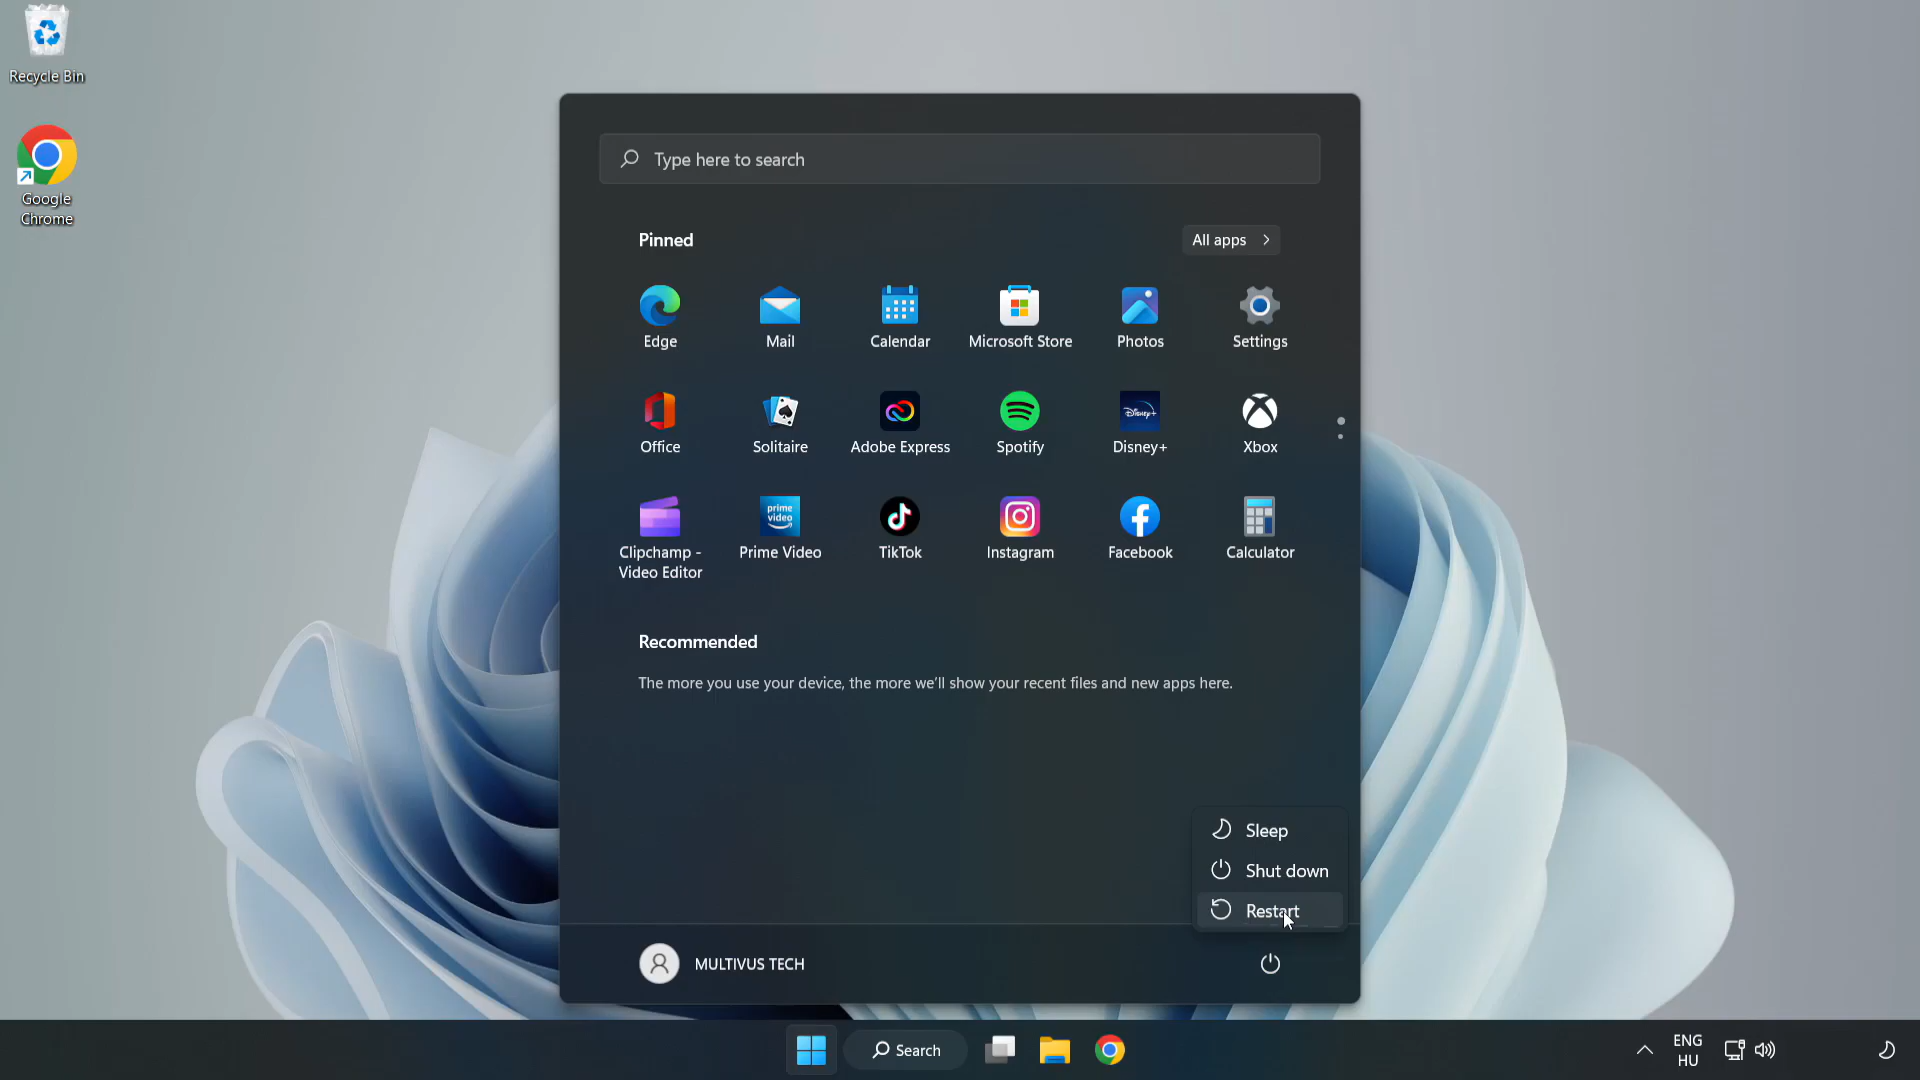 Recycle Bin
Google
Chrome
Type here to search
Pinned
All apps
Edge
Mail
Calendar
Microsoft Store
Photos
Settings
Office
Solitaire
Adobe Express
Spotify
Disney+
Disney+
Xbox
prime
video
Clipchamp -
Video Editor
Prime Video
TikTok
Instagram
Facebook
Calculator
Recommended
The more you use your device, the more we'll show your recent files and new apps here.
Sleep
Shut down
Restart
MULTIVUS TECH
Search
ENG
HU